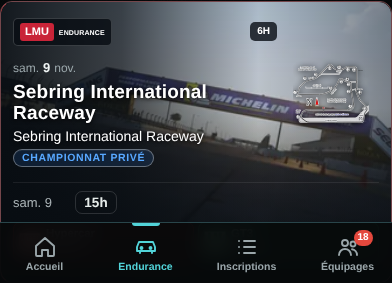 LMU ENDURANCE
6H
sam. 9 nov.
Sebring International
Raceway
MICHELIN
Sebring International Raceway
CHAMPIONNAT PRIVÉ
sam. 9 15h
18
Accueil Endurance Inscriptions Équipages